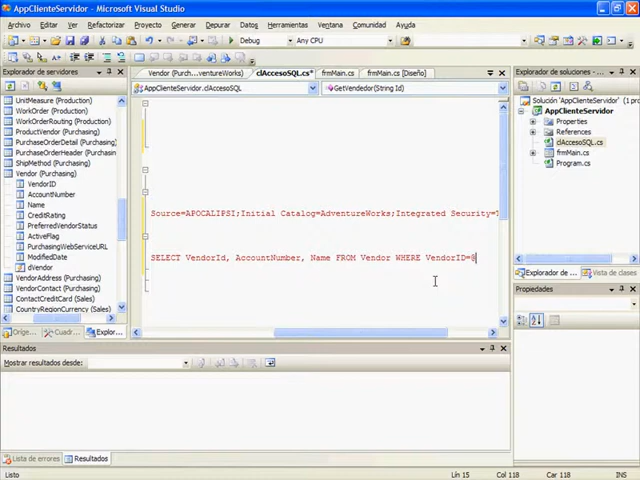 AppClienteServidor - Microsoft Visual Studio
Archivo Editar Ver Refactorizar Proyecto Generar Depurar Datos Herramientas Ventana Comunidad Ayuda
Debug Any CPU
Explorador de servidores
UnitMeasure (Production)
WorkOrder (Production)
WorkOrderRouting (Production)
ProductVendor (Purchasing)
PurchaseOrderDetail (Purchasing)
PurchaseOrderHeader (Purchasing)
ShipMethod (Purchasing)
Vendor (Purchasing)
VendorID
AccountNumber
Name
CreditRating
PreferredVendorStatus
ActiveFlag
PurchasingWebServiceURL
ModifiedDate
dVendor
VendorAddress (Purchasing)
VendorContact (Purchasing)
ContactCreditCard (Sales)
CountryRegionCurrency (Sales)
Orige... Cuadr... Explor...
Vendor (Purch...ventureWorks) clAccesoSQL.cs* frmMain.cs frmMain.cs [Diseño]
AppClienteServidor.clAccesoSQL GetVendedor(String Id)
Source=APOCALIPSI;Initial Catalog=AdventureWorks;Integrated Security=T
SELECT VendorId, AccountNumber, Name FROM Vendor WHERE VendorID=@
Explorador de soluciones - ...
Solución 'AppClienteServidor'
AppClienteServidor
Properties
References
clAccesoSQL.cs
frmMain.cs
Program.cs
Explorador de... Vistas de clases
Propiedades
Resultados
Mostrar resultados desde:
Lista de errores Resultados
Listo Lín 15 Col 118 Car 118 INS